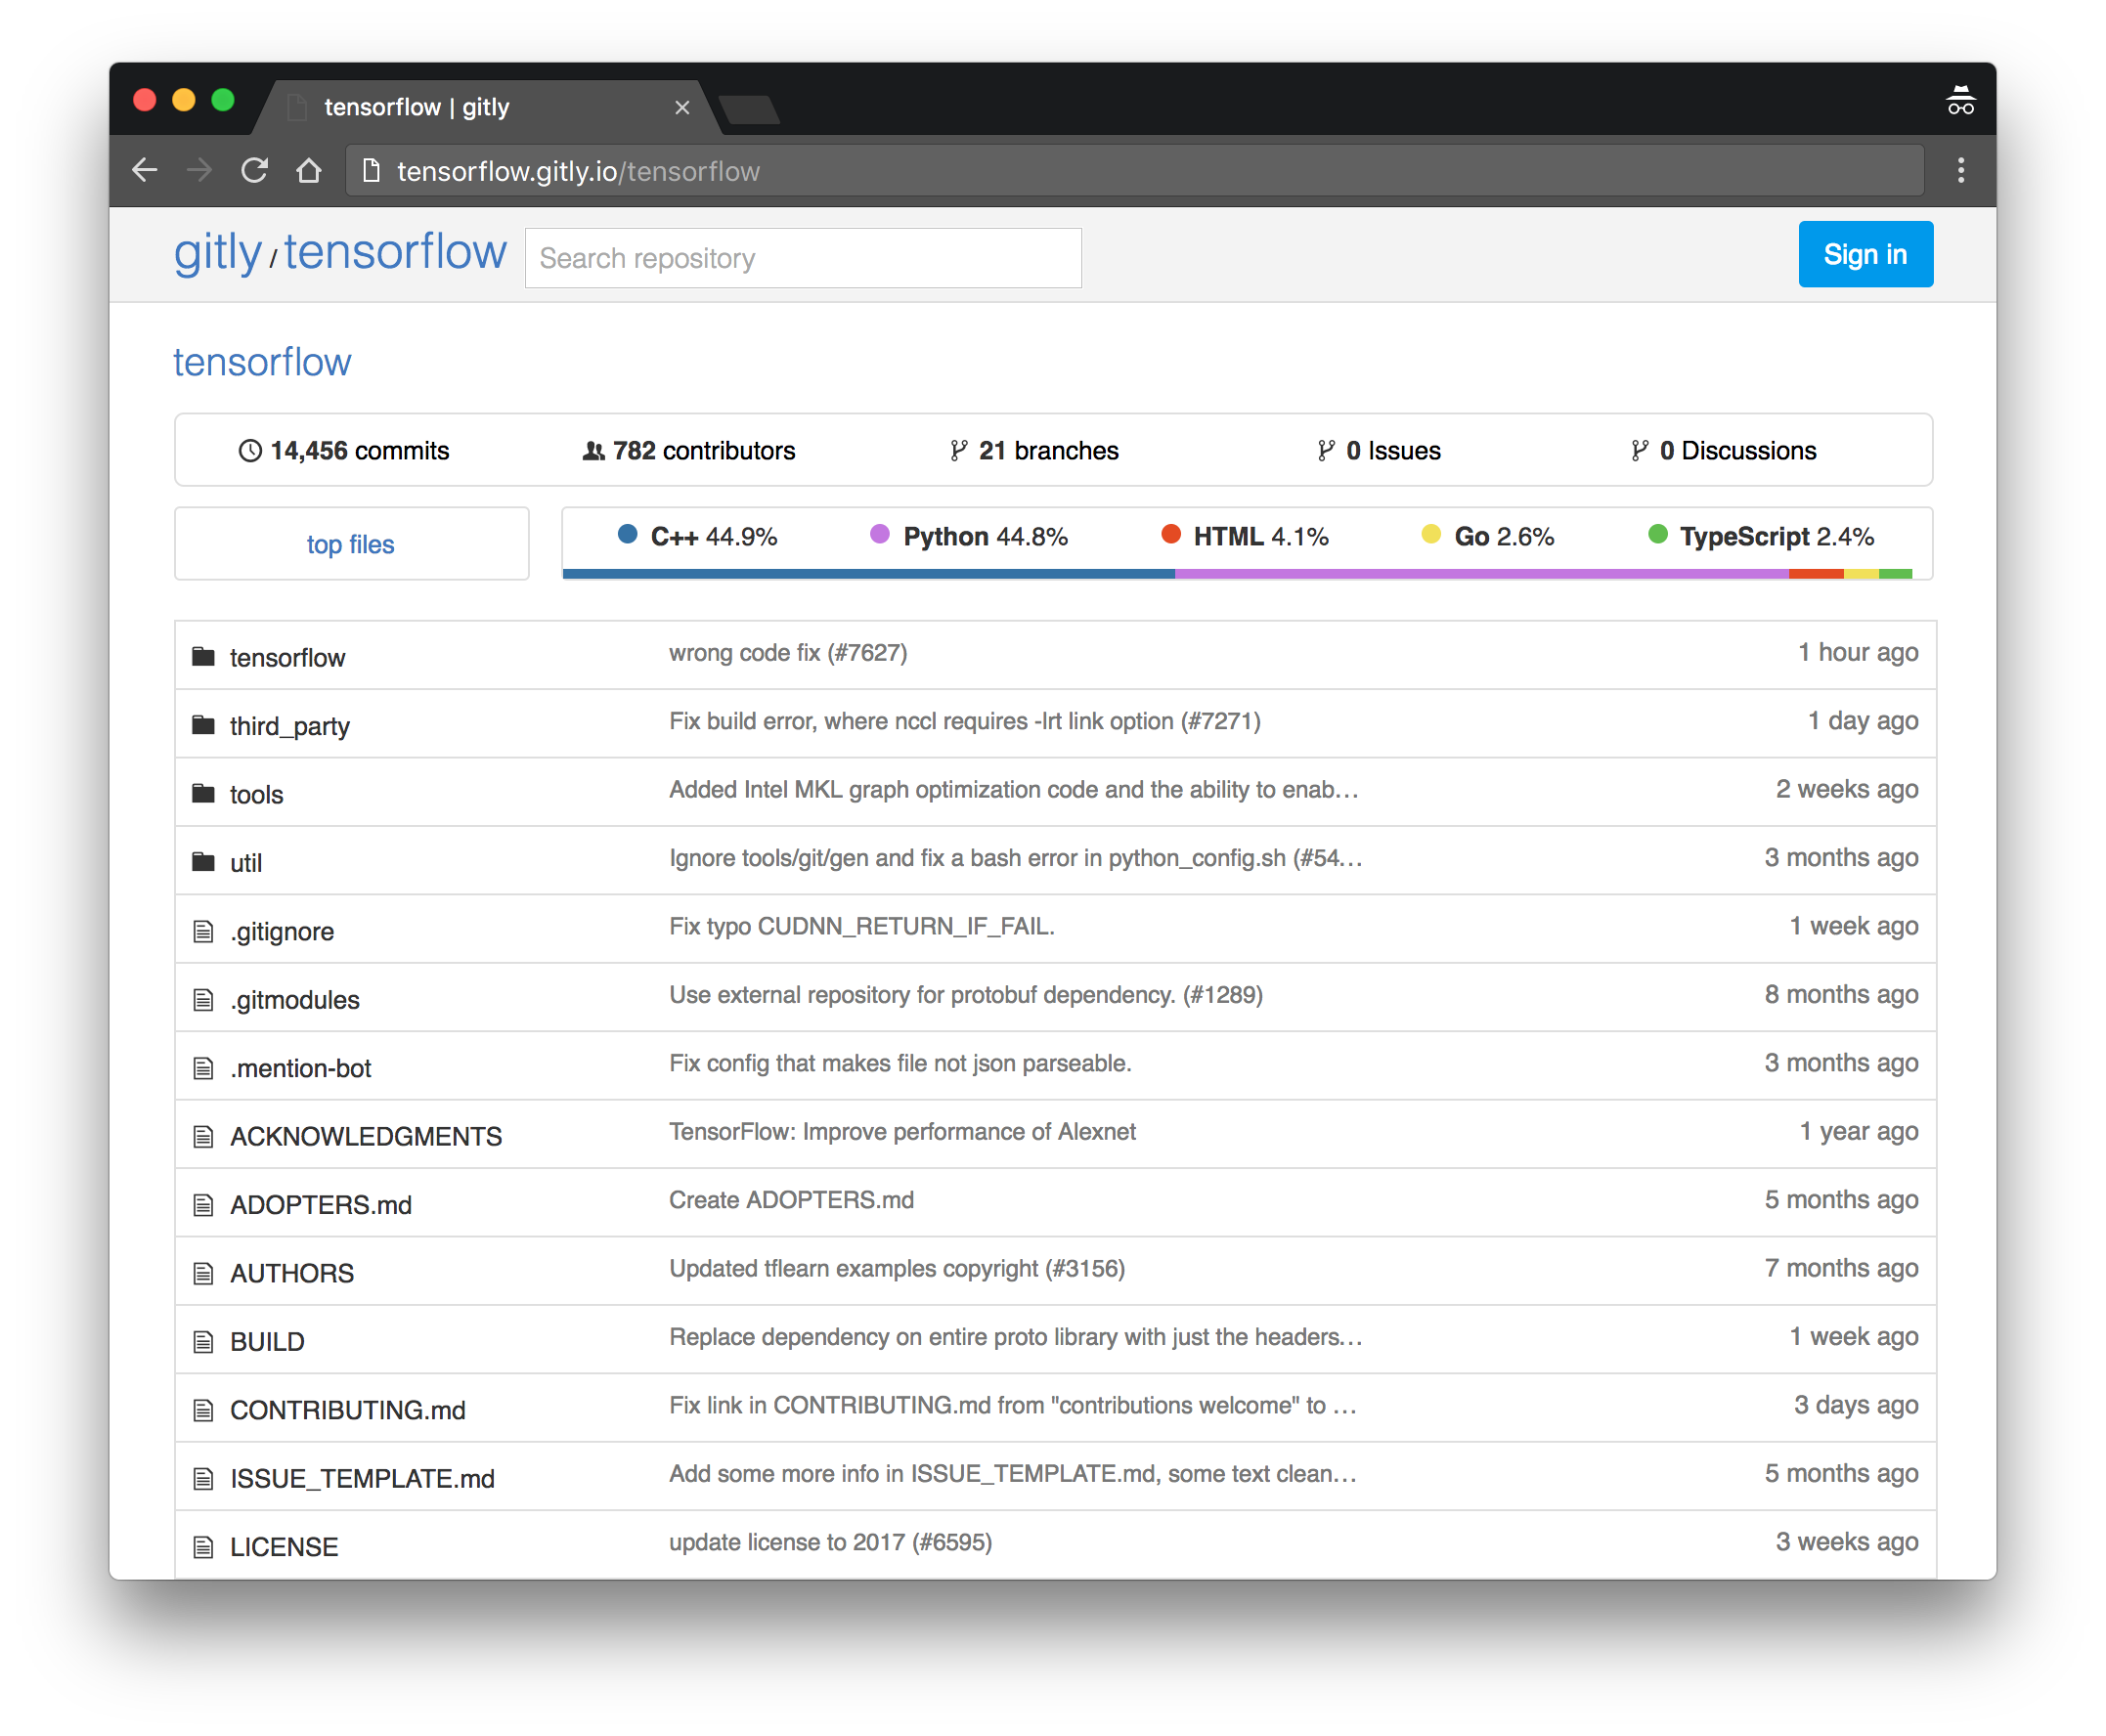 tensorflow | gitly
tensorflow.gitly.io/tensorflow
gitly / tensorflow Search repository Sign in
tensorflow
14,456 commits 782 contributors 21 branches 0 Issues 0 Discussions
top files C++ 44.9% Python 44.8% HTML 4.1% Go 2.6% TypeScript 2.4%
tensorflow wrong code fix (#7627) 1 hour ago
third_party Fix build error, where nccl requires -lrt link option (#7271) 1 day ago
tools Added Intel MKL graph optimization code and the ability to enab… 2 weeks ago
util Ignore tools/git/gen and fix a bash error in python_config.sh (#54… 3 months ago
.gitignore Fix typo CUDNN_RETURN_IF_FAIL. 1 week ago
.gitmodules Use external repository for protobuf dependency. (#1289) 8 months ago
.mention-bot Fix config that makes file not json parseable. 3 months ago
ACKNOWLEDGMENTS TensorFlow: Improve performance of Alexnet 1 year ago
ADOPTERS.md Create ADOPTERS.md 5 months ago
AUTHORS Updated tflearn examples copyright (#3156) 7 months ago
BUILD Replace dependency on entire proto library with just the headers… 1 week ago
CONTRIBUTING.md Fix link in CONTRIBUTING.md from "contributions welcome" to … 3 days ago
ISSUE_TEMPLATE.md Add some more info in ISSUE_TEMPLATE.md, some text clean… 5 months ago
LICENSE update license to 2017 (#6595) 3 weeks ago